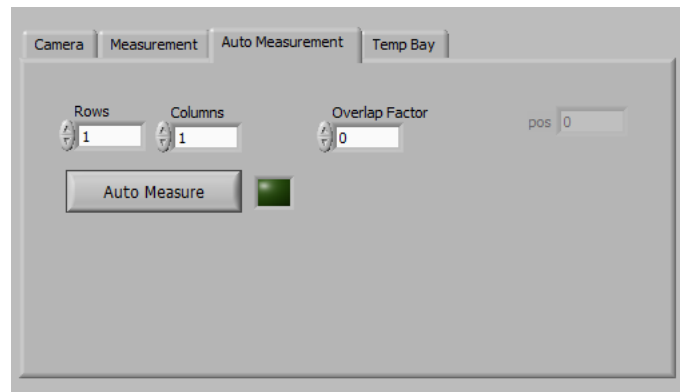 Camera Measurement Auto Measurement Temp Bay
Rows Columns Overlap Factor
1 1 0 pos 0
Auto Measure